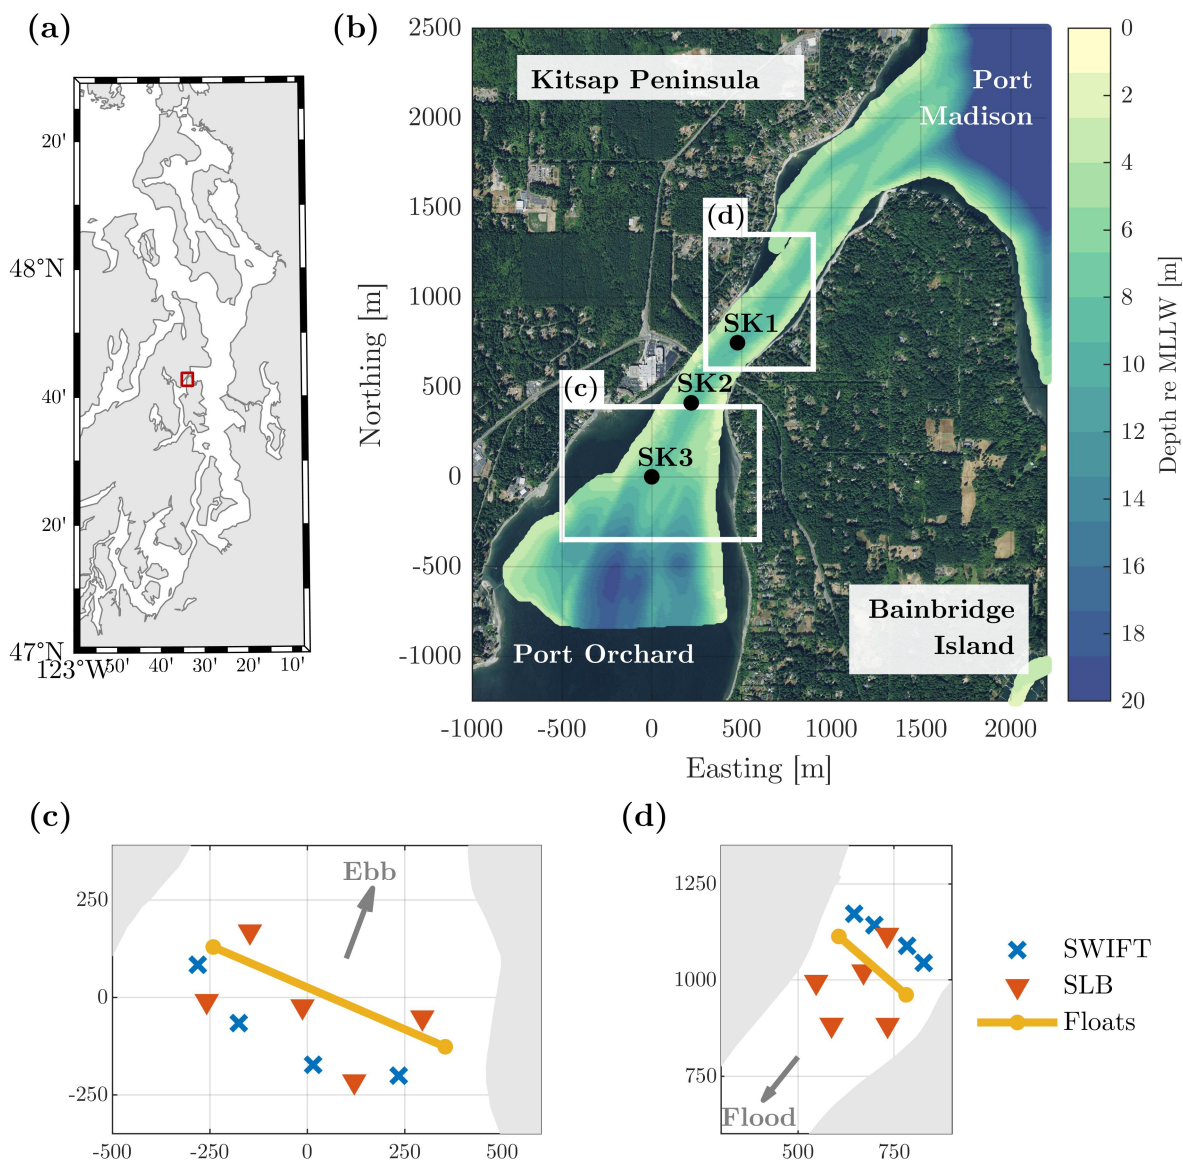 (a)
20'
48°N
40'
20'
47°N
123°W
50'
40'
30'
20'
10'
(b)
2500
2000
1500
1000
500
0
-500
-1000
Northing [m]
Kitsap Peninsula
Port
Madison
(d)
SK1
SK2
(c)
SK3
Bainbridge
Island
Port Orchard
-1000
-500
0
500
1000
1500
2000
Easting [m]
0
2
4
6
8
10
12
14
16
18
20
Depth re MLLW [m]
(c)
250
0
-250
Ebb
-500
-250
0
250
500
(d)
1250
1000
750
Flood
500
750
SWIFT
SLB
Floats